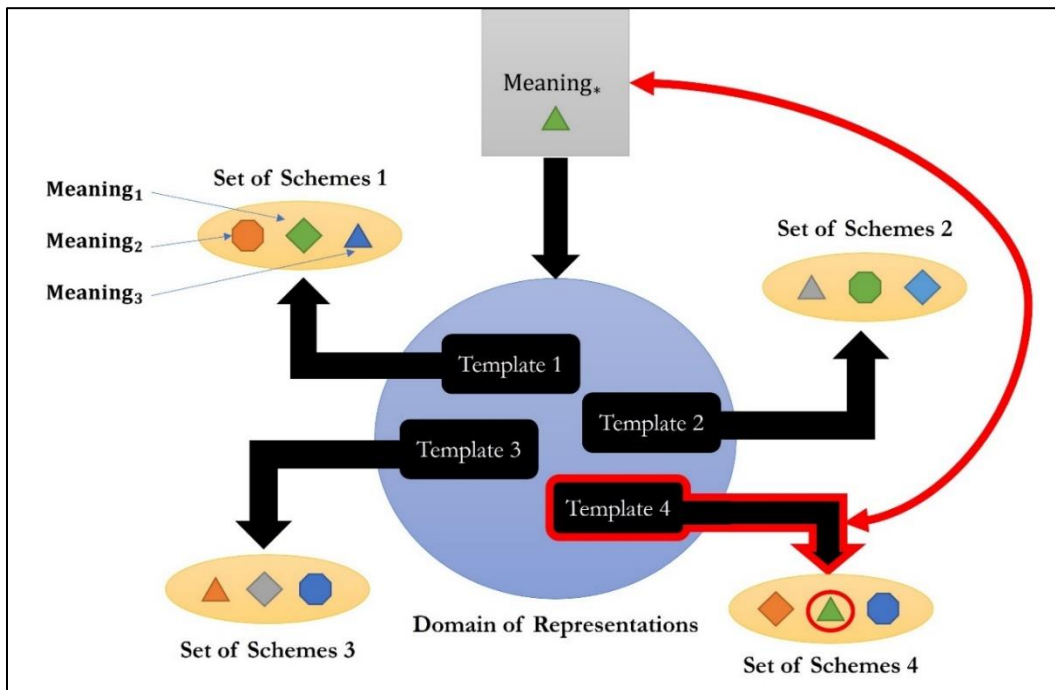 Meaning*
Set of Schemes 1
Meaning₁
Meaning₂
Meaning₃
Set of Schemes 2
Template 1
Template 2
Template 3
Template 4
Domain of Representations
Set of Schemes 3
Set of Schemes 4